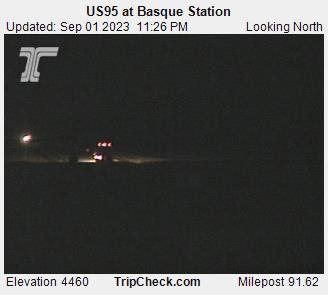 US95 at Basque Station
Updated: Sep 01 2023 11:26 PM Looking North
Elevation 4460 TripCheck.com Milepost 91.62